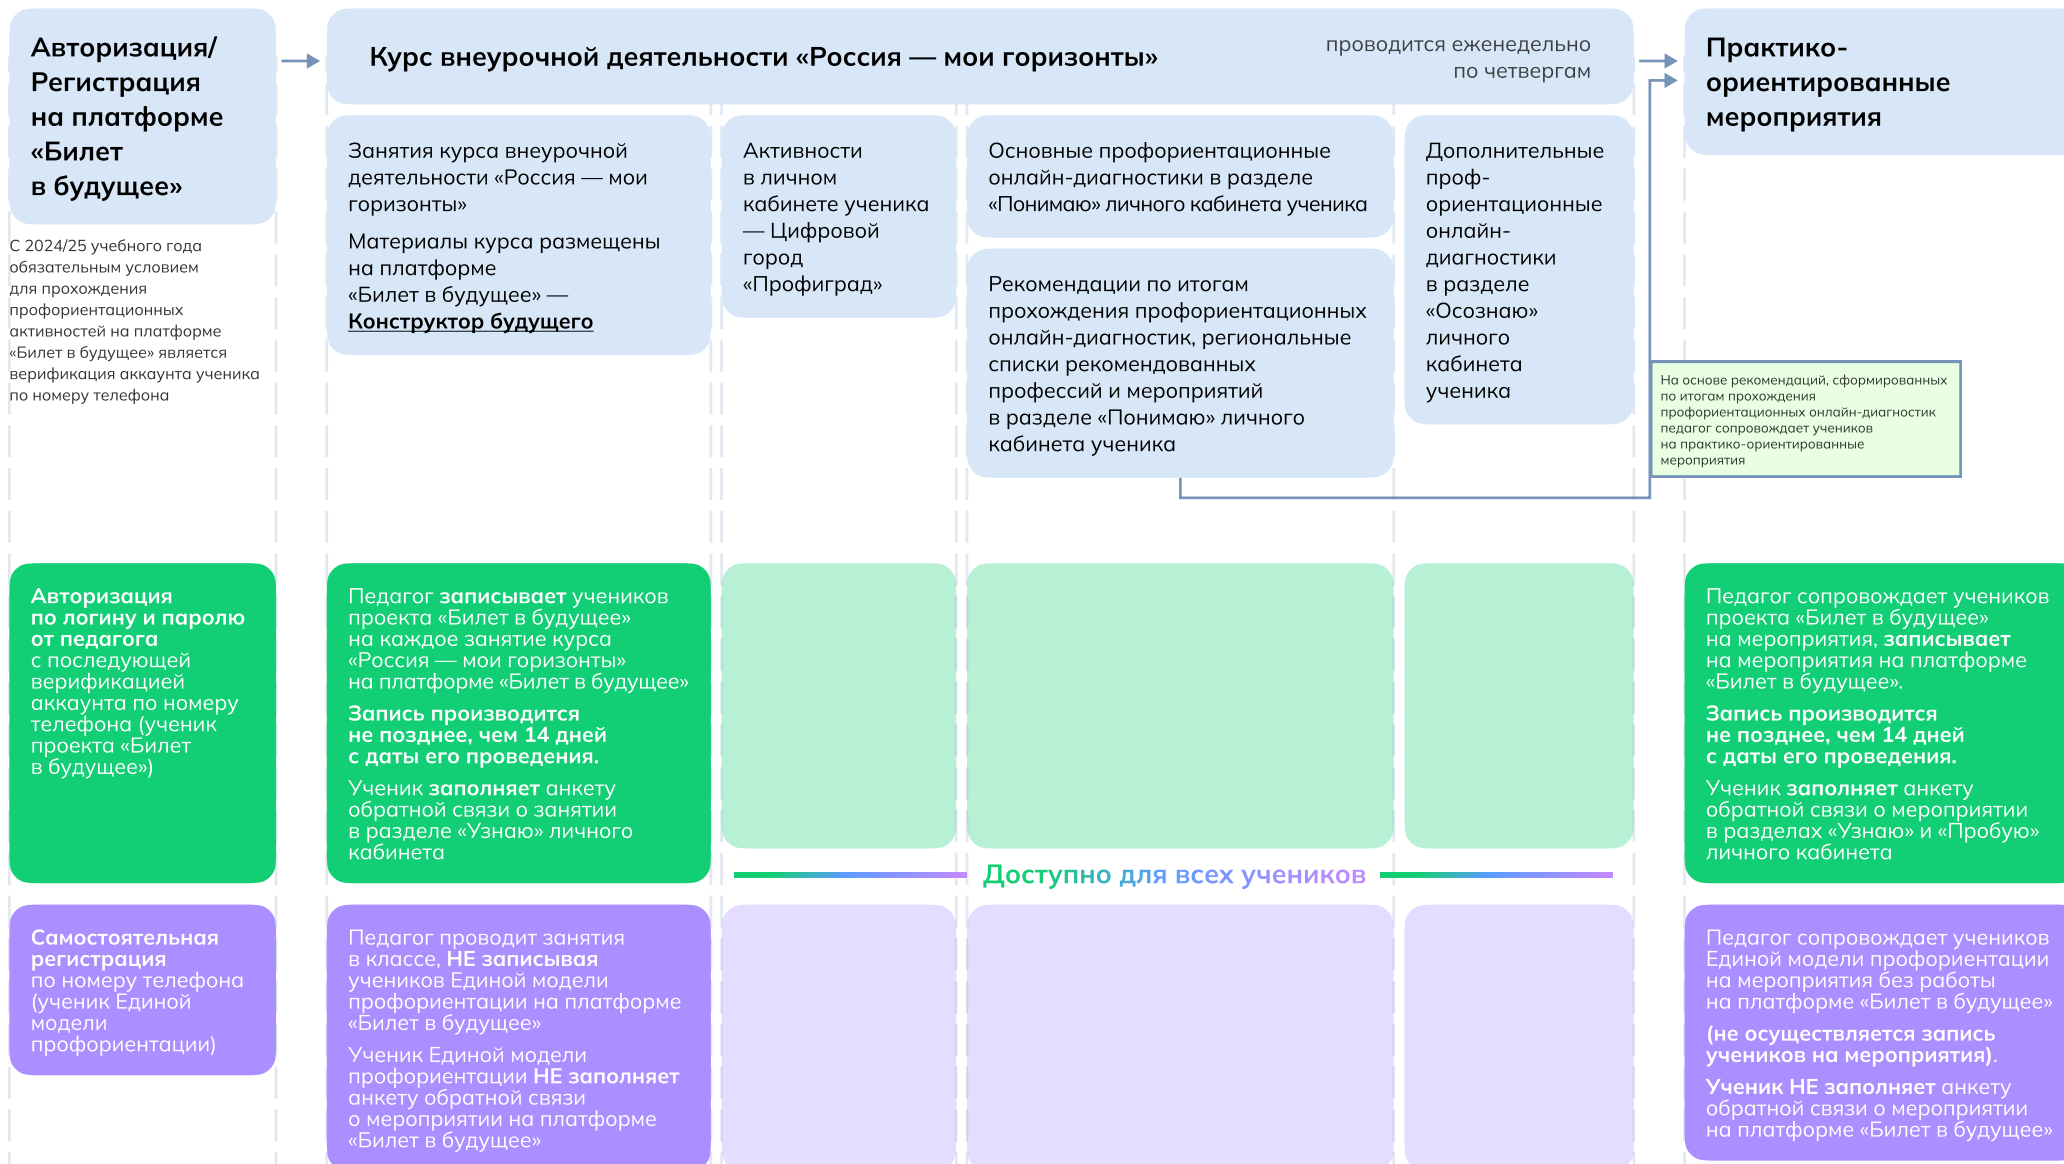 Авторизация/
Регистрация
на платформе
«Билет
в будущее»
С 2024/25 учебного года
обязательным условием
для прохождения
профориентационных
активностей на платформе
«Билет в будущее» является
верификация аккаунта ученика
по номеру телефона
Курс внеурочной деятельности «Россия — мои горизонты»
проводится еженедельно
по четвергам
Занятия курса внеурочной
деятельности «Россия — мои
горизонты»
Материалы курса размещены
на платформе
«Билет в будущее» —
Конструктор будущего
Активности
в личном
кабинете ученика
— Цифровой
город
«Профиград»
Основные профориентационные
онлайн-диагностики в разделе
«Понимаю» личного кабинета ученика
Рекомендации по итогам
прохождения профориентационных
онлайн-диагностик, региональные
списки рекомендованных
профессий и мероприятий
в разделе «Понимаю» личного
кабинета ученика
Дополнительные
проф-
ориентационные
онлайн-
диагностики
в разделе
«Осознаю»
личного
кабинета
ученика
Практико-
ориентированные
мероприятия
На основе рекомендаций, сформированных
по итогам прохождения
профориентационных онлайн-диагностик
педагог сопровождает учеников
на практико-ориентированные
мероприятия
Авторизация
по логину и паролю
от педагога
с последующей
верификацией
аккаунта по номеру
телефона (ученик
проекта «Билет
в будущее»)
Педагог записывает учеников
проекта «Билет в будущее»
на каждое занятие курса
«Россия — мои горизонты»
на платформе «Билет в будущее»
Запись производится
не позднее, чем 14 дней
с даты его проведения.
Ученик заполняет анкету
обратной связи о занятии
в разделе «Узнаю» личного
кабинета
Педагог сопровождает учеников
проекта «Билет в будущее»
на мероприятия, записывает
на мероприятия на платформе
«Билет в будущее».
Запись производится
не позднее, чем 14 дней
с даты его проведения.
Ученик заполняет анкету
обратной связи о мероприятии
в разделах «Узнаю» и «Пробую»
личного кабинета
Доступно для всех учеников
Самостоятельная
регистрация
по номеру телефона
(ученик Единой
модели
профориентации)
Педагог проводит занятия
в классе, НЕ записывая
учеников Единой модели
профориентации на платформе
«Билет в будущее»
Ученик Единой модели
профориентации НЕ заполняет
анкету обратной связи
о мероприятии на платформе
«Билет в будущее»
Педагог сопровождает учеников
Единой модели профориентации
на мероприятия без работы
на платформе «Билет в будущее»
(не осуществляется запись
учеников на мероприятия).
Ученик НЕ заполняет анкету
обратной связи о мероприятии
на платформе «Билет в будущее»